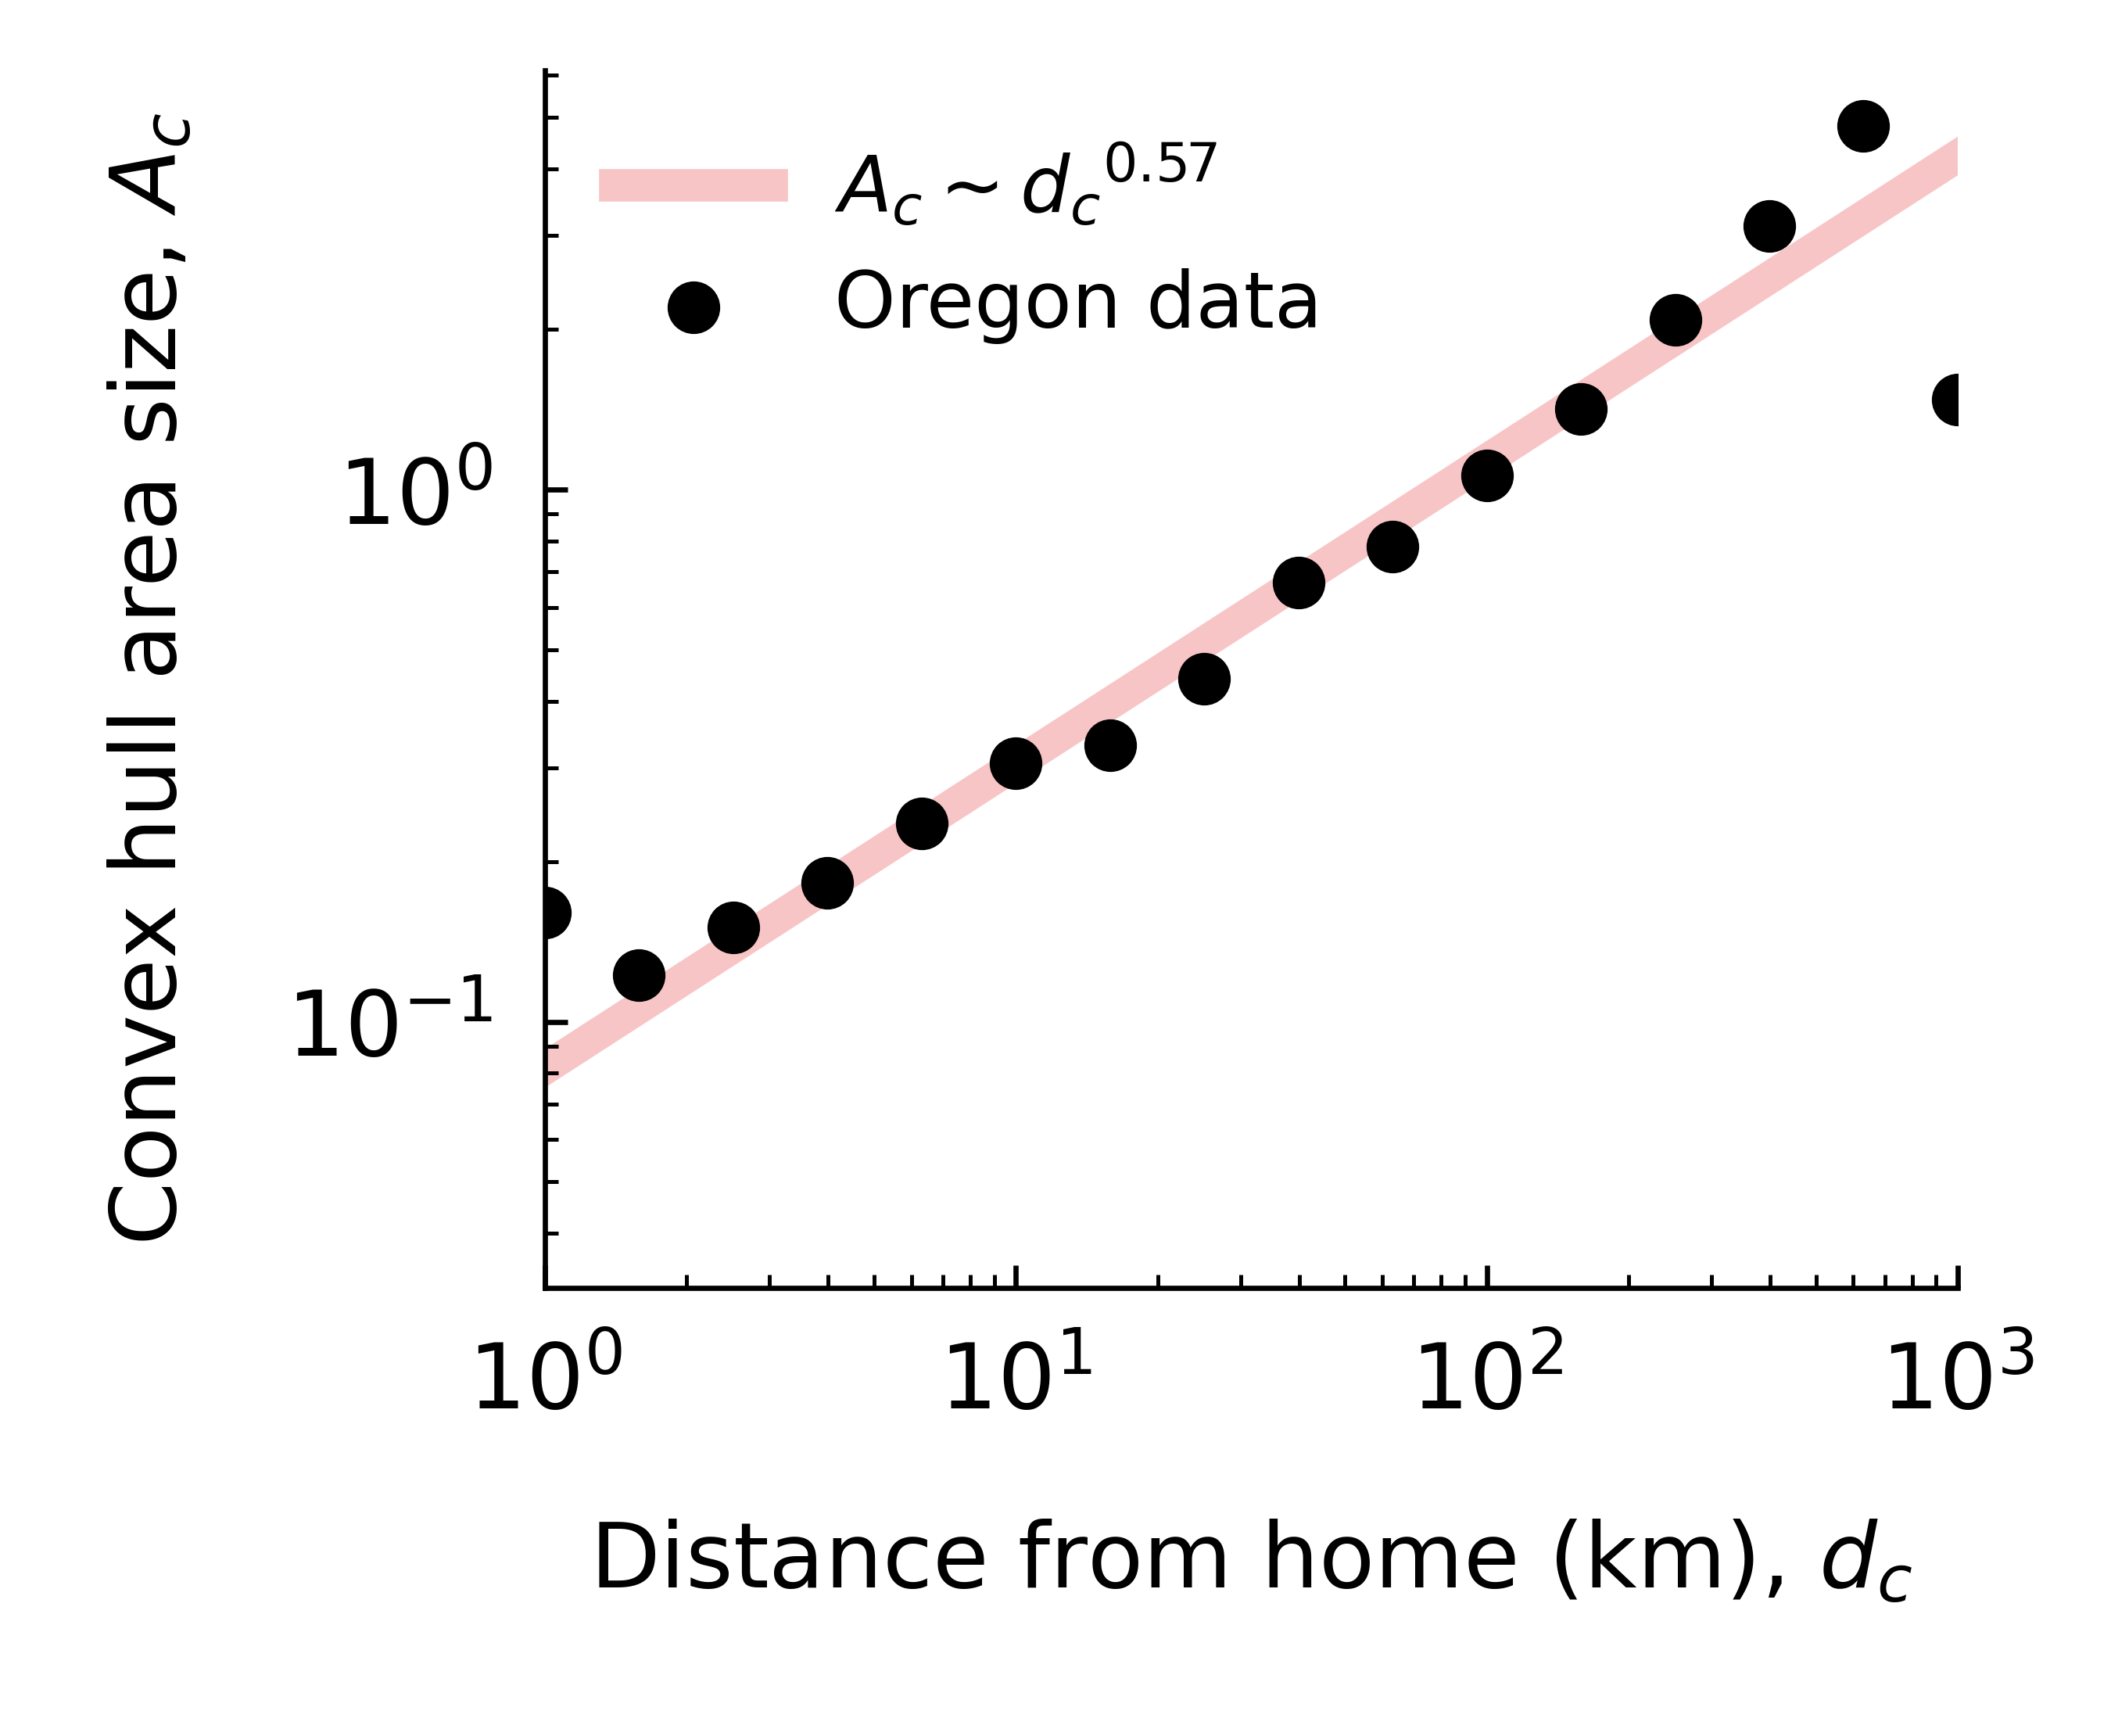 Convex hull area size, A_c
A_c ~ d_c^0.57
Oregon data
10^0
10^−1
10^0 10^1 10^2 10^3
Distance from home (km), d_c